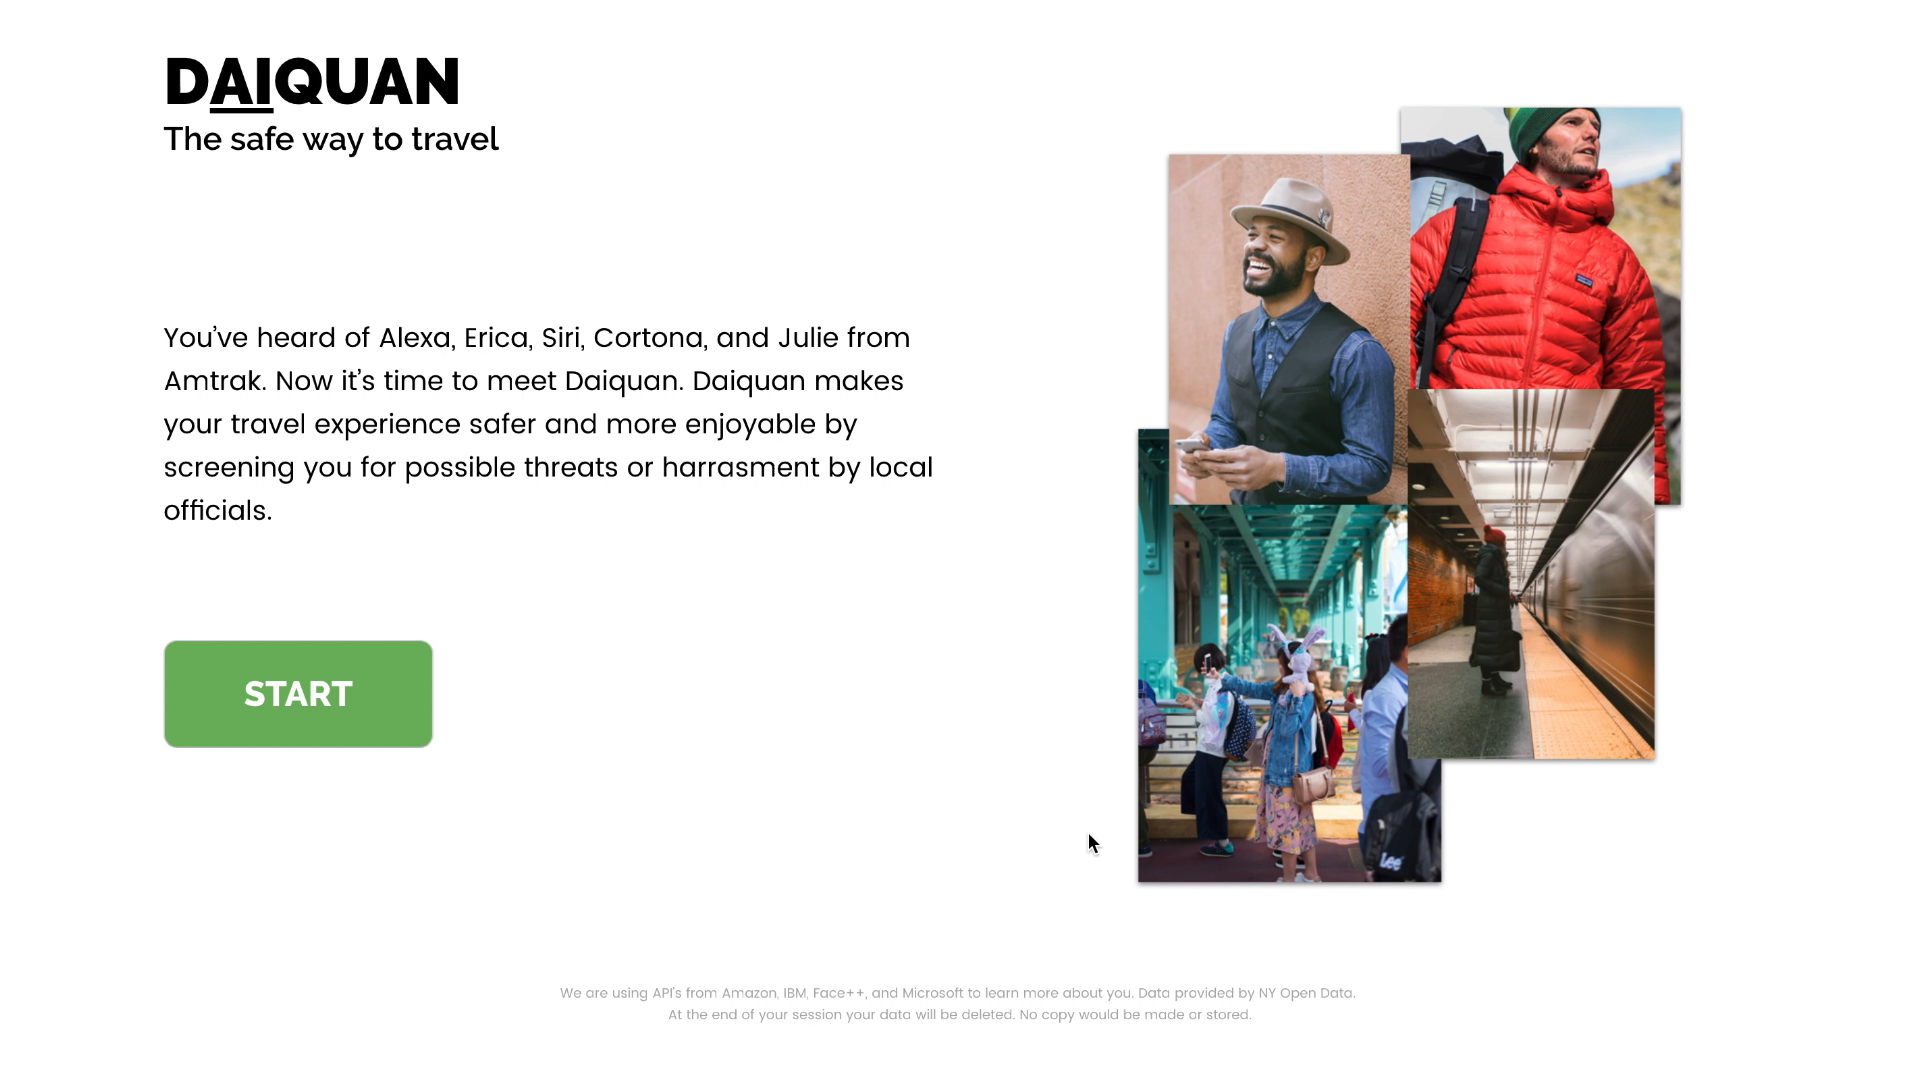 DAIQUAN
The safe way to travel
You’ve heard of Alexa, Erica, Siri, Cortona, and Julie from
Amtrak. Now it’s time to meet Daiquan. Daiquan makes
your travel experience safer and more enjoyable by
screening you for possible threats or harrasment by local
officials.
START
Lee
We are using API's from Amazon, IBM, Face++, and Microsoft to learn more about you. Data provided by NY Open Data.
At the end of your session your data will be deleted. No copy would be made or stored.